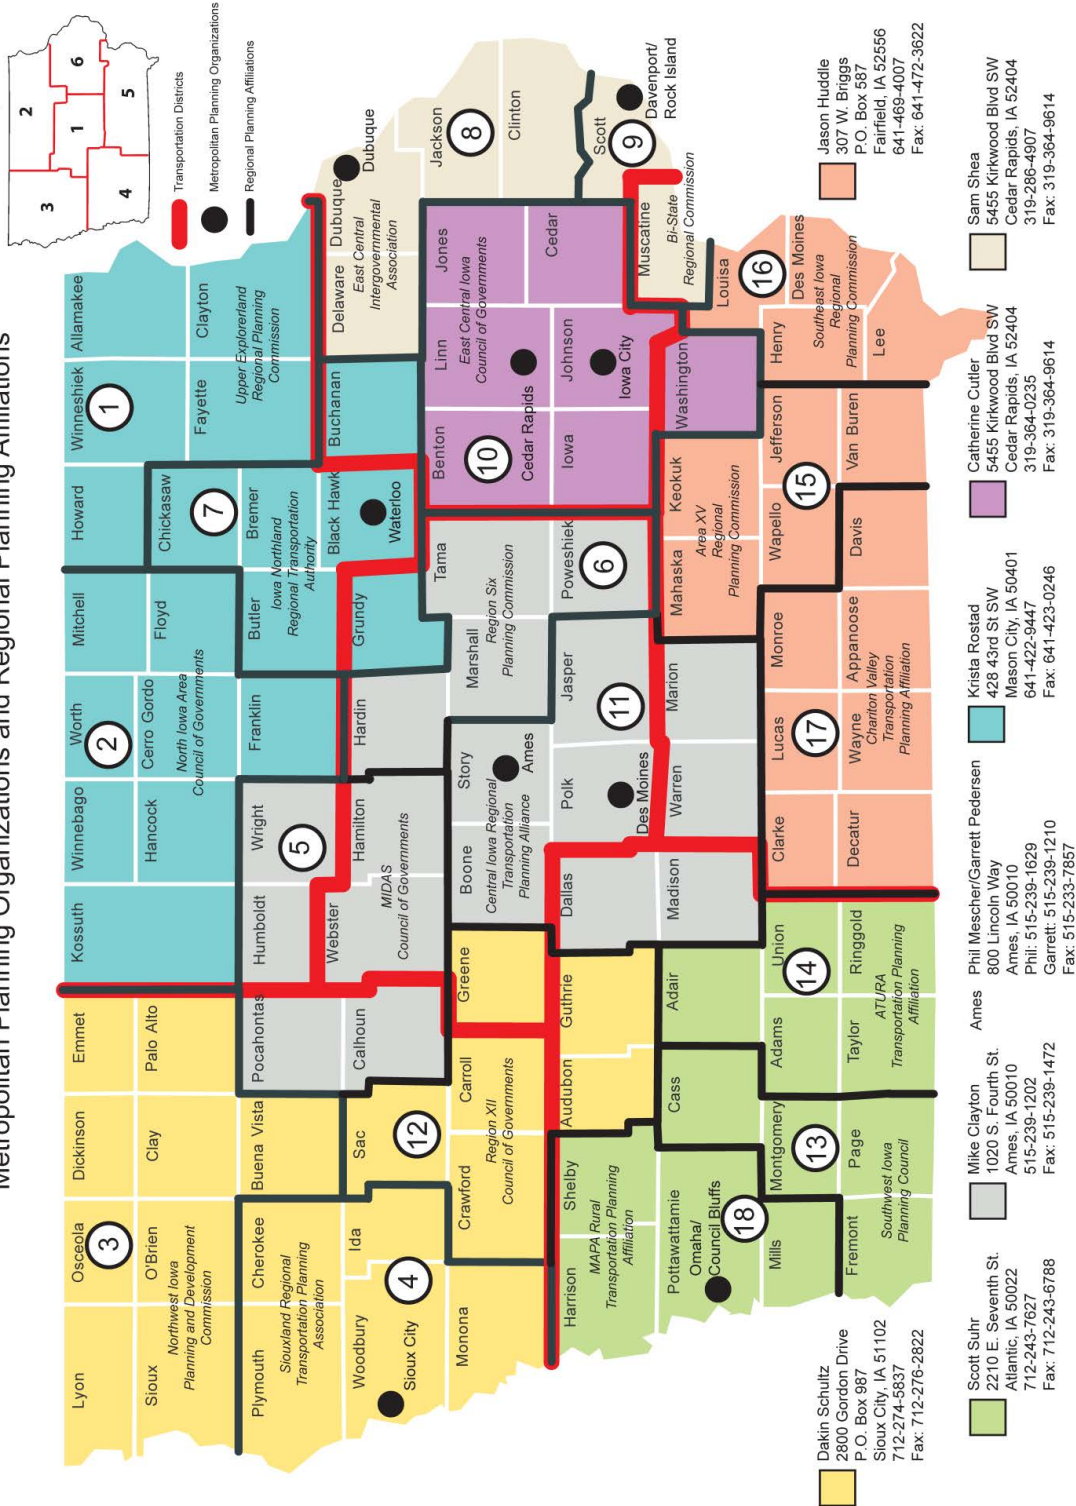 Metropolitan Planning Organizations and Regional Planning Affiliations
3
2
1
6
4
5
Transportation Districts
Metropolitan Planning Organizations
Regional Planning Affiliations
Lyon
Osceola
Dickinson
Emmet
Kossuth
Winnebago
Worth
Mitchell
Howard
Winneshiek
Allamakee
3
2
1
Sioux
O'Brien
Clay
Palo Alto
Hancock
Cerro Gordo
Floyd
Chickasaw
Fayette
Clayton
Northwest Iowa
Planning and Development
Commission
North Iowa Area
Council of Governments
7
Upper Explorerland
Regional Planning
Commission
Plymouth
Cherokee
Buena Vista
Pocahontas
Humboldt
Wright
Franklin
Butler
Bremer
Siouxland Regional
Transportation Planning
Association
5
Iowa Northland
Regional Transportation
Authority
Woodbury
Ida
Sac
Calhoun
Webster
Hamilton
Hardin
Grundy
Black Hawk
Buchanan
Delaware
Dubuque
Dubuque
Sioux City
4
12
MIDAS
Council of Governments
Waterloo
East Central
Intergovernmental
Association
Monona
Crawford
Carroll
Greene
Boone
Story
Marshall
Tama
Benton
Linn
Jones
Jackson
Region XII
Council of Governments
Central Iowa Regional
Transportation
Planning Alliance
Ames
Region Six
Planning Commission
10
Cedar Rapids
East Central Iowa
Council of Governments
8
Clinton
Harrison
Shelby
Audubon
Guthrie
Dallas
Polk
Jasper
Poweshiek
Iowa
Johnson
Cedar
Scott
MAPA Rural
Transportation Planning
Affiliation
Des Moines
11
6
Iowa City
9
Davenport/
Rock Island
Pottawattamie
Omaha/
Council Bluffs
Cass
Adair
Madison
Warren
Marion
Mahaska
Keokuk
Washington
Muscatine
Bi-State
Regional Commission
18
Area XV
Regional
Planning Commission
Louisa
Mills
Montgomery
Adams
Union
Clarke
Lucas
Monroe
Wapello
Jefferson
Henry
Des Moines
13
14
17
15
16
Southeast Iowa
Regional
Planning Commission
Fremont
Page
Taylor
Ringgold
Decatur
Wayne
Appanoose
Davis
Van Buren
Lee
Southwest Iowa
Planning Council
ATURA
Transportation Planning
Affiliation
Chariton Valley
Transportation
Planning Affiliation
Dakin Schultz
2800 Gordon Drive
P.O. Box 987
Sioux City, IA 51102
712-274-5837
Fax: 712-276-2822
Jason Huddle
307 W. Briggs
P.O. Box 587
Fairfield, IA 52556
641-469-4007
Fax: 641-472-3622
Scott Suhr
2210 E. Seventh St.
Atlantic, IA 50022
712-243-7627
Fax: 712-243-6788
Mike Clayton
1020 S. Fourth St.
Ames, IA 50010
515-239-1202
Fax: 515-239-1472
Ames
Phil Mescher/Garrett Pedersen
800 Lincoln Way
Ames, IA 50010
Phil: 515-239-1629
Garrett: 515-239-1210
Fax: 515-233-7857
Krista Rostad
428 43rd St SW
Mason City, IA 50401
641-422-9447
Fax: 641-423-0246
Catherine Cutler
5455 Kirkwood Blvd SW
Cedar Rapids, IA 52404
319-364-0235
Fax: 319-364-9614
Sam Shea
5455 Kirkwood Blvd SW
Cedar Rapids, IA 52404
319-286-4907
Fax: 319-364-9614